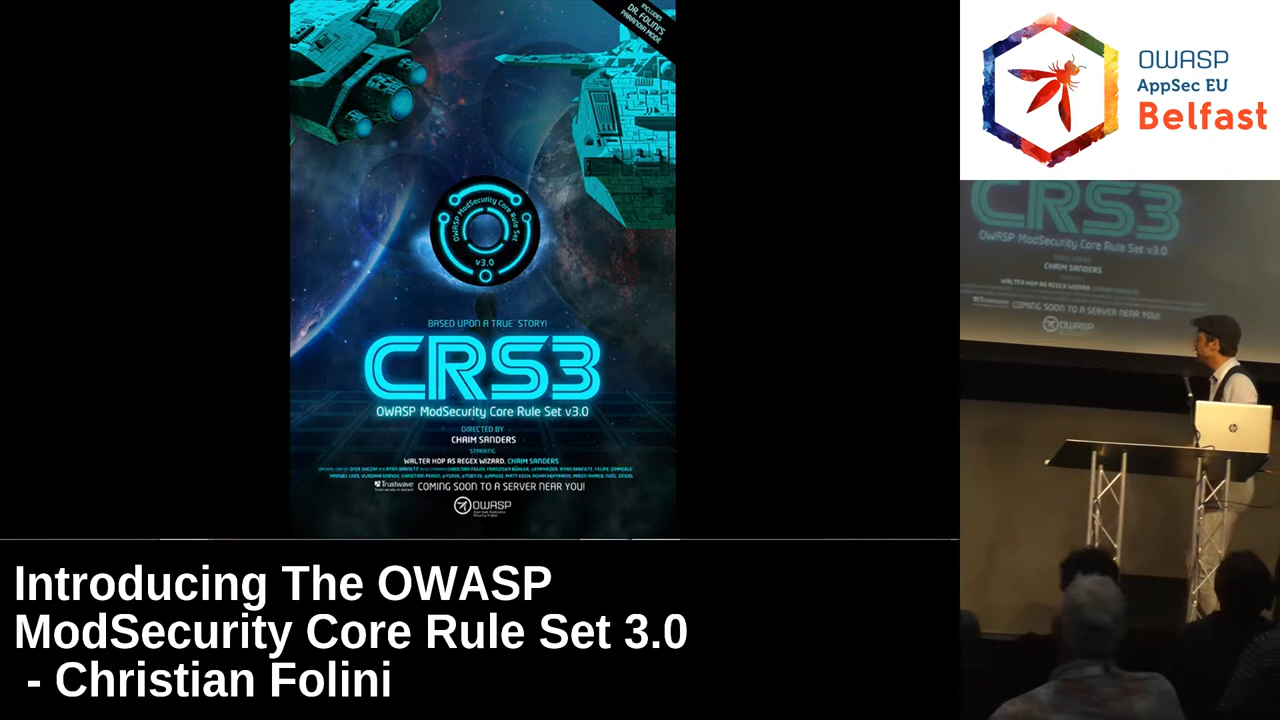 INCLUDES
DR. FOLINI'S
PARANOIA MODE
OWASP ModSecurity Core Rule Set
v3.0
BASED UPON A TRUE STORY!
CRS3
OWASP ModSecurity Core Rule Set v3.0
DIRECTED BY
CHAIM SANDERS
STARRING
WALTER HOP AS REGEX WIZARD, CHAIM SANDERS
Trustwave
COMING SOON TO A SERVER NEAR YOU!
OWASP
OWASP
AppSec EU
Belfast
CRS3
OWASP ModSecurity Core Rule Set v3.0
CHAIM SANDERS
WALTER HOP AS REGEX WIZARD
Trustwave
COMING SOON TO A SERVER NEAR YOU!
OWASP
hp
Introducing The OWASP
ModSecurity Core Rule Set 3.0
- Christian Folini